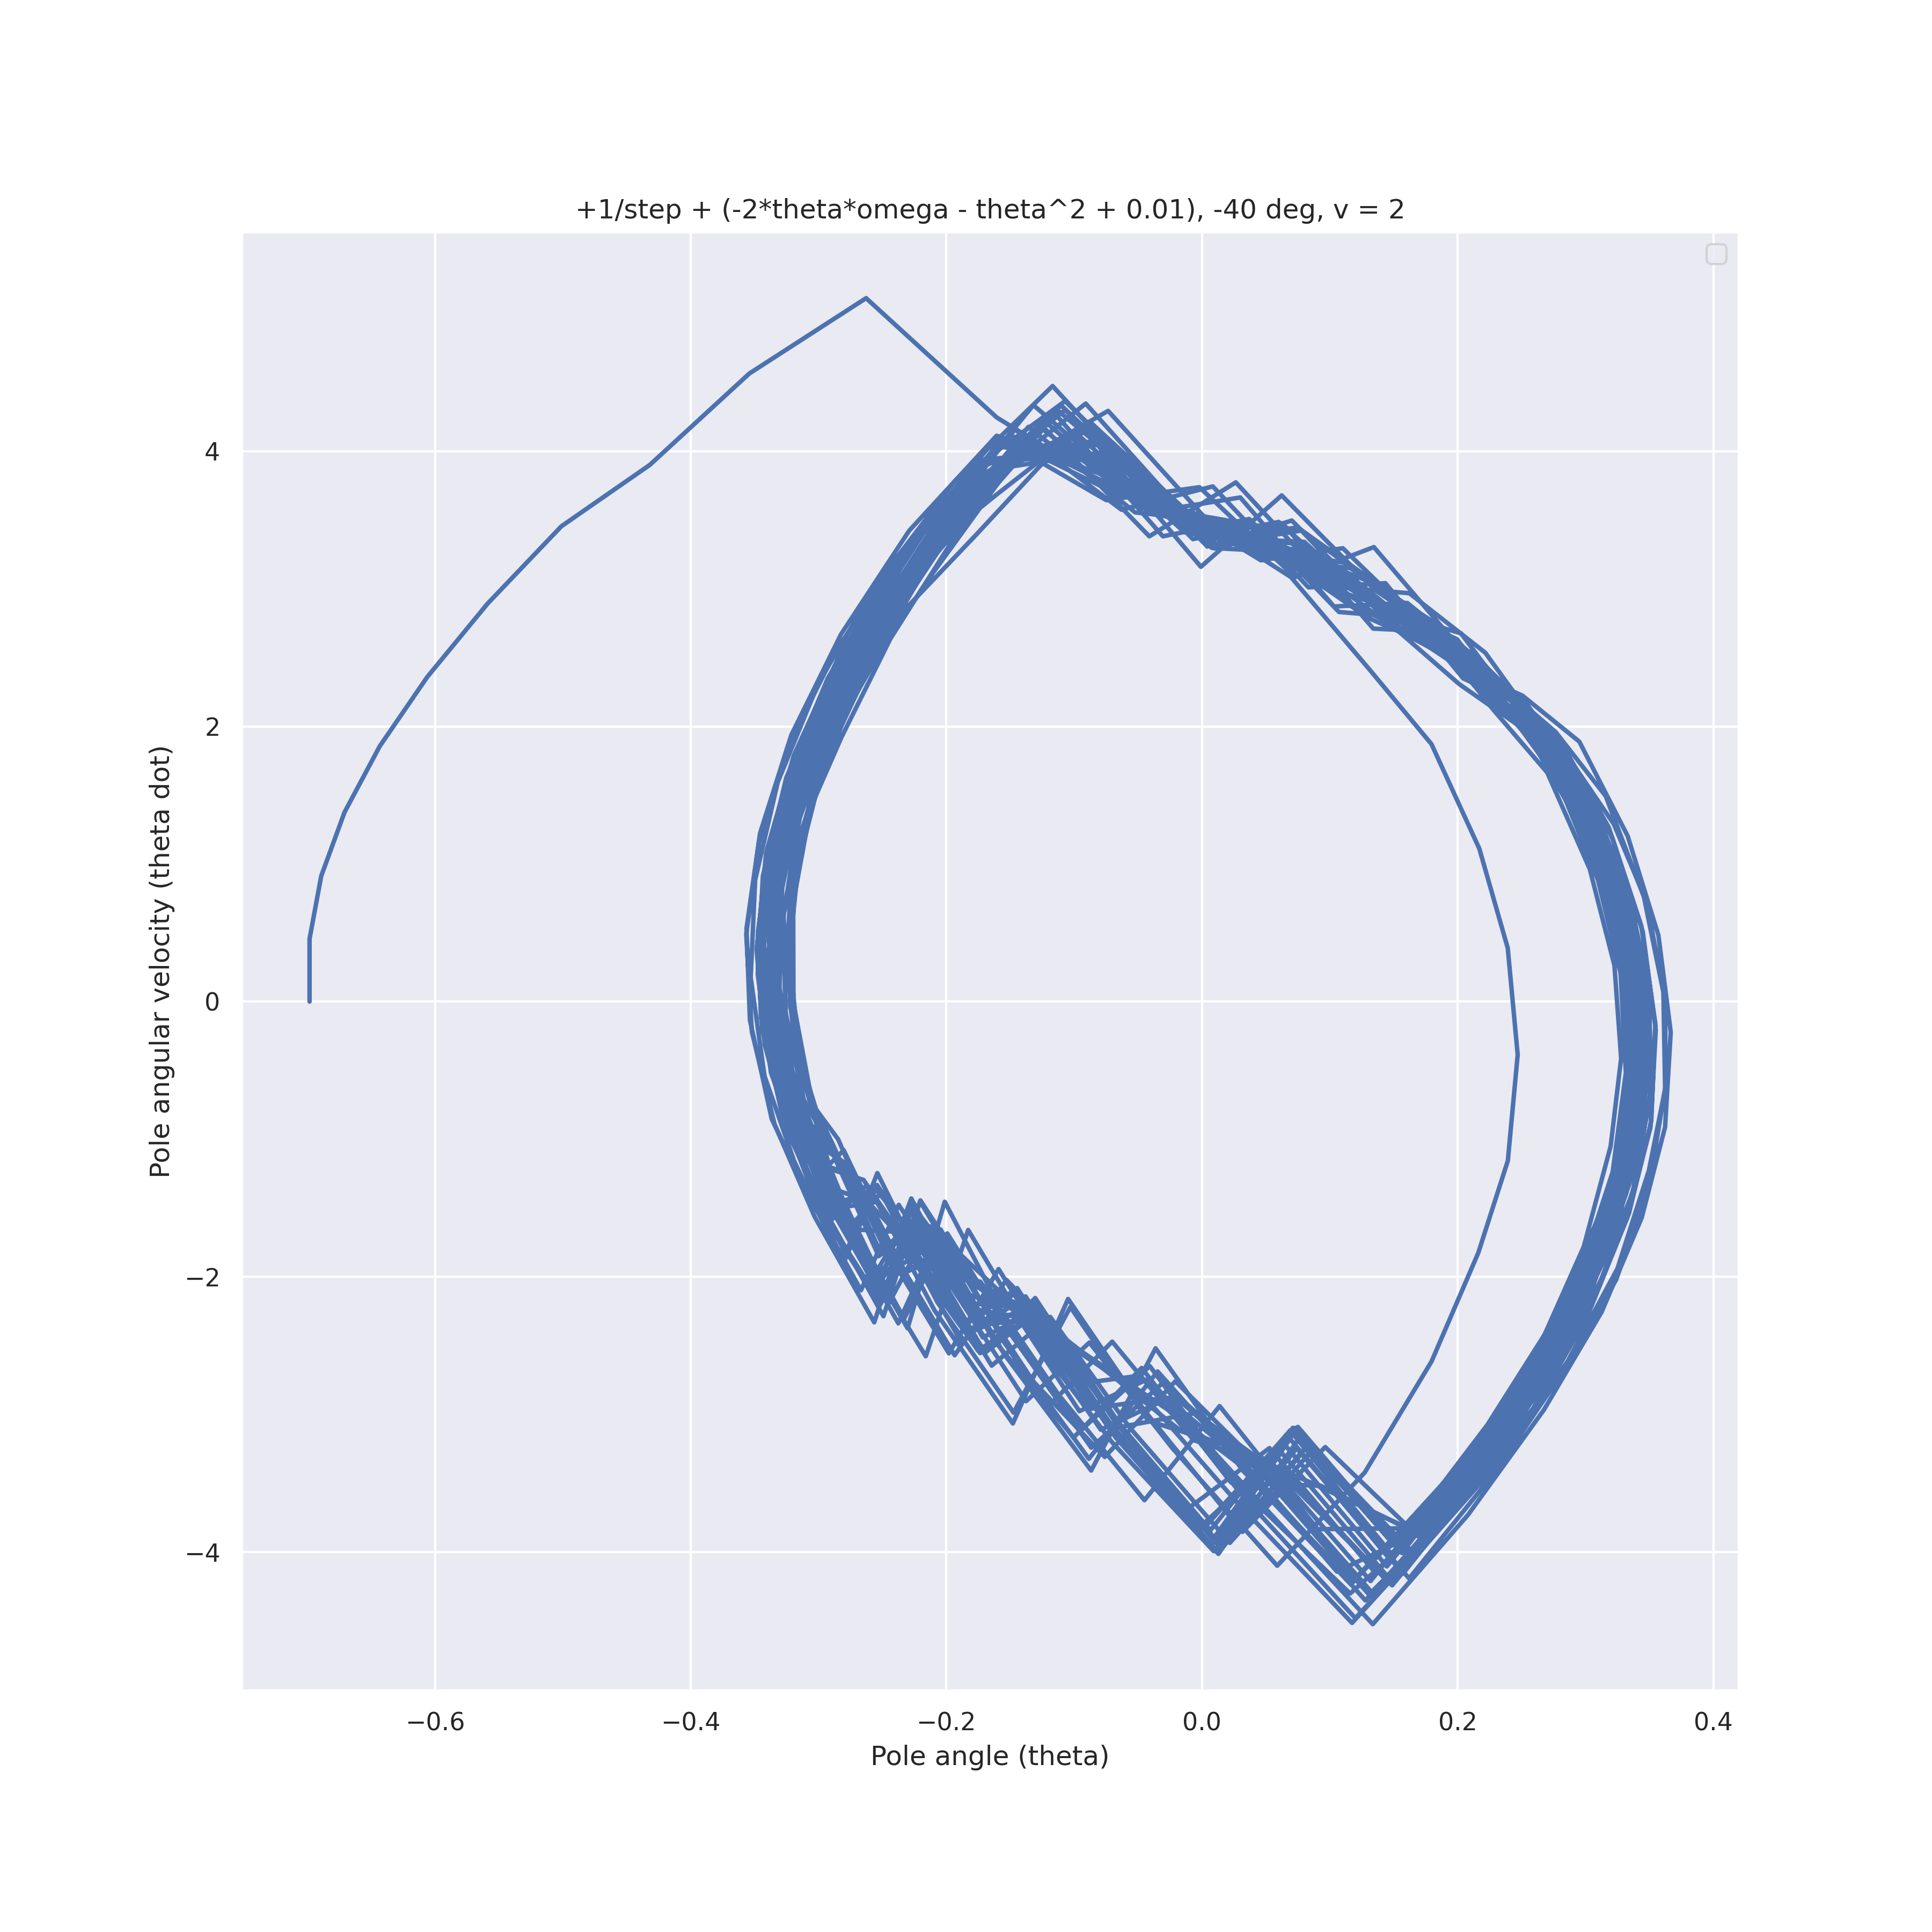 +1/step + (-2*theta*omega - theta^2 + 0.01), -40 deg, v = 2
Pole angular velocity (theta dot)
4
2
0
−2
−4
−0.6 −0.4 −0.2 0.0 0.2 0.4
Pole angle (theta)